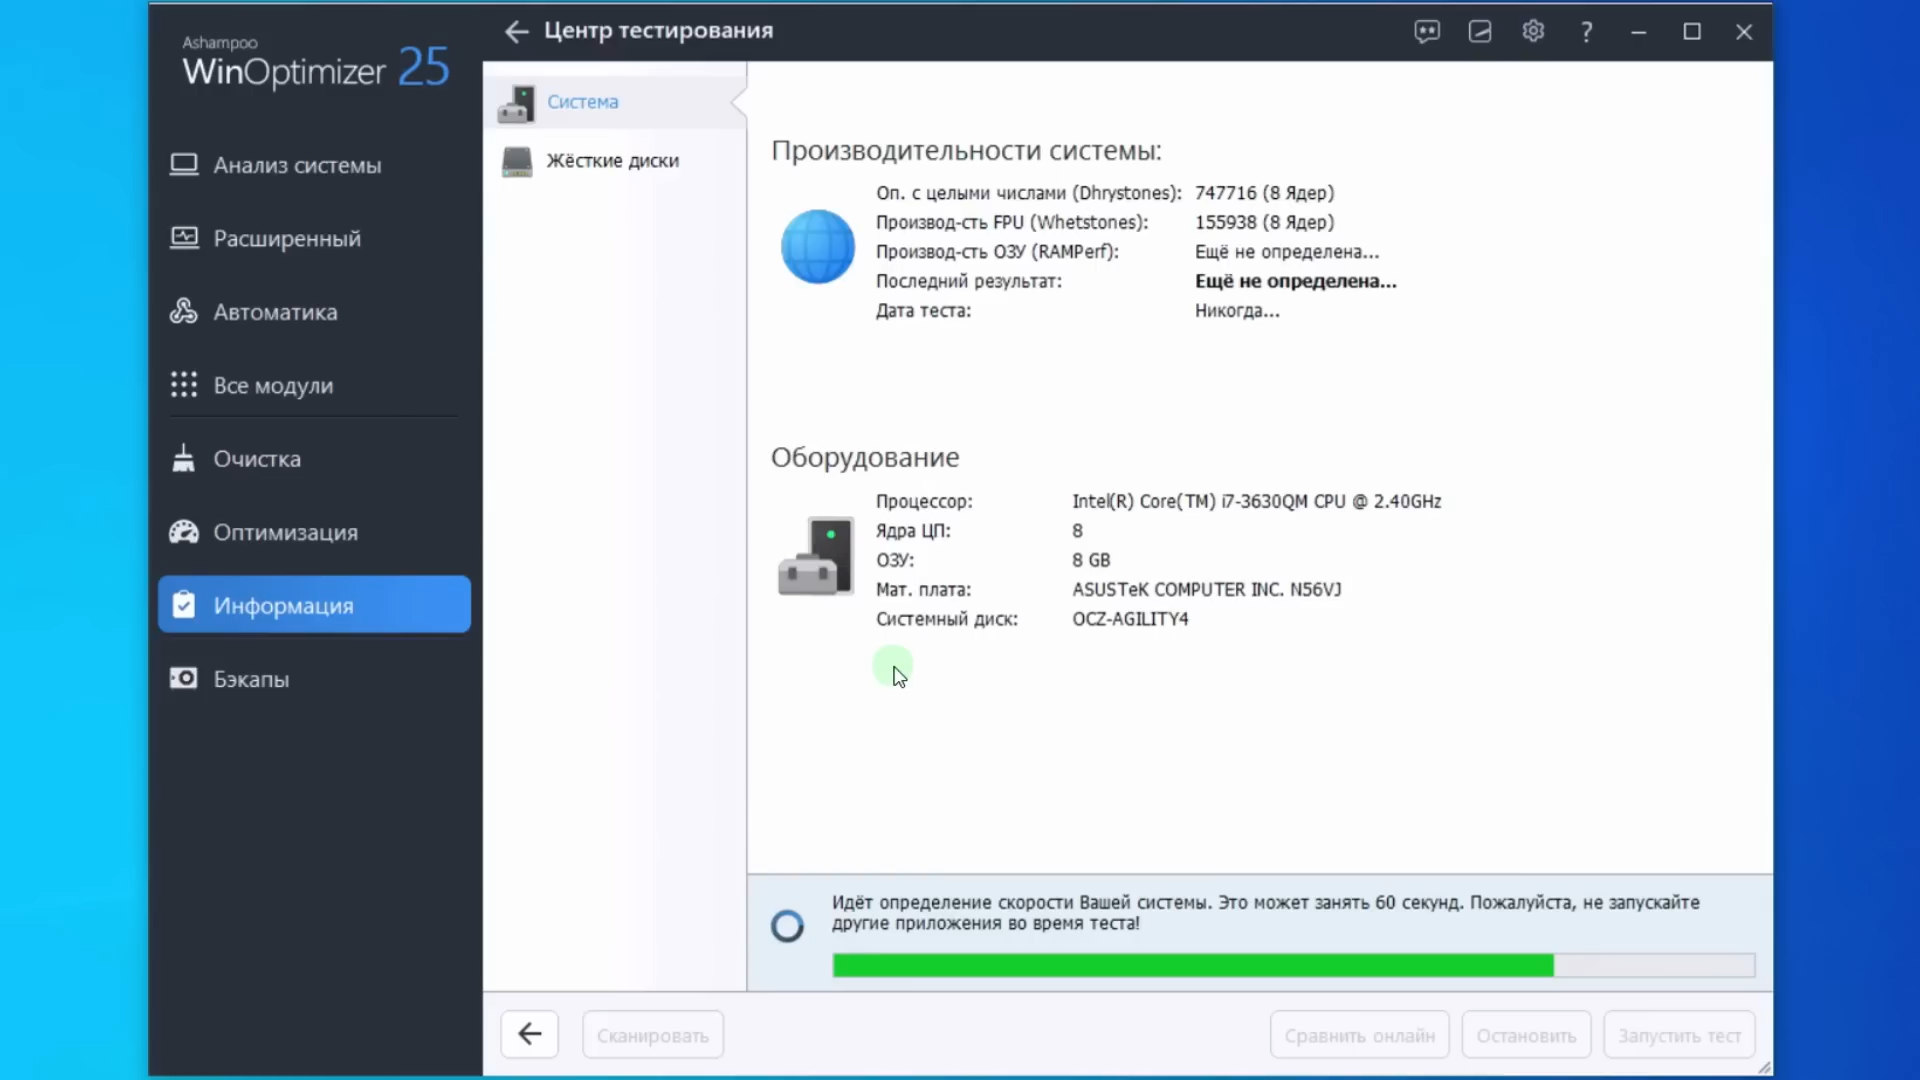 Ashampoo
WinOptimizer 25
Анализ системы
Расширенный
Автоматика
Все модули
Очистка
Оптимизация
Информация
Бэкапы
Центр тестирования
?
Система
Жёсткие диски
Производительности системы:
Оп. с целыми числами (Dhrystones): 747716 (8 Ядер)
Производ-сть FPU (Whetstones): 155938 (8 Ядер)
Производ-сть ОЗУ (RAMPerf): Ещё не определена...
Последний результат: Ещё не определена...
Дата теста: Никогда...
Оборудование
Процессор: Intel(R) Core(TM) i7-3630QM CPU @ 2.40GHz
Ядра ЦП: 8
ОЗУ: 8 GB
Мат. плата: ASUSTeK COMPUTER INC. N56VJ
Системный диск: OCZ-AGILITY4
Идёт определение скорости Вашей системы. Это может занять 60 секунд. Пожалуйста, не запускайте
другие приложения во время теста!
Сканировать
Сравнить онлайн
Остановить
Запустить тест